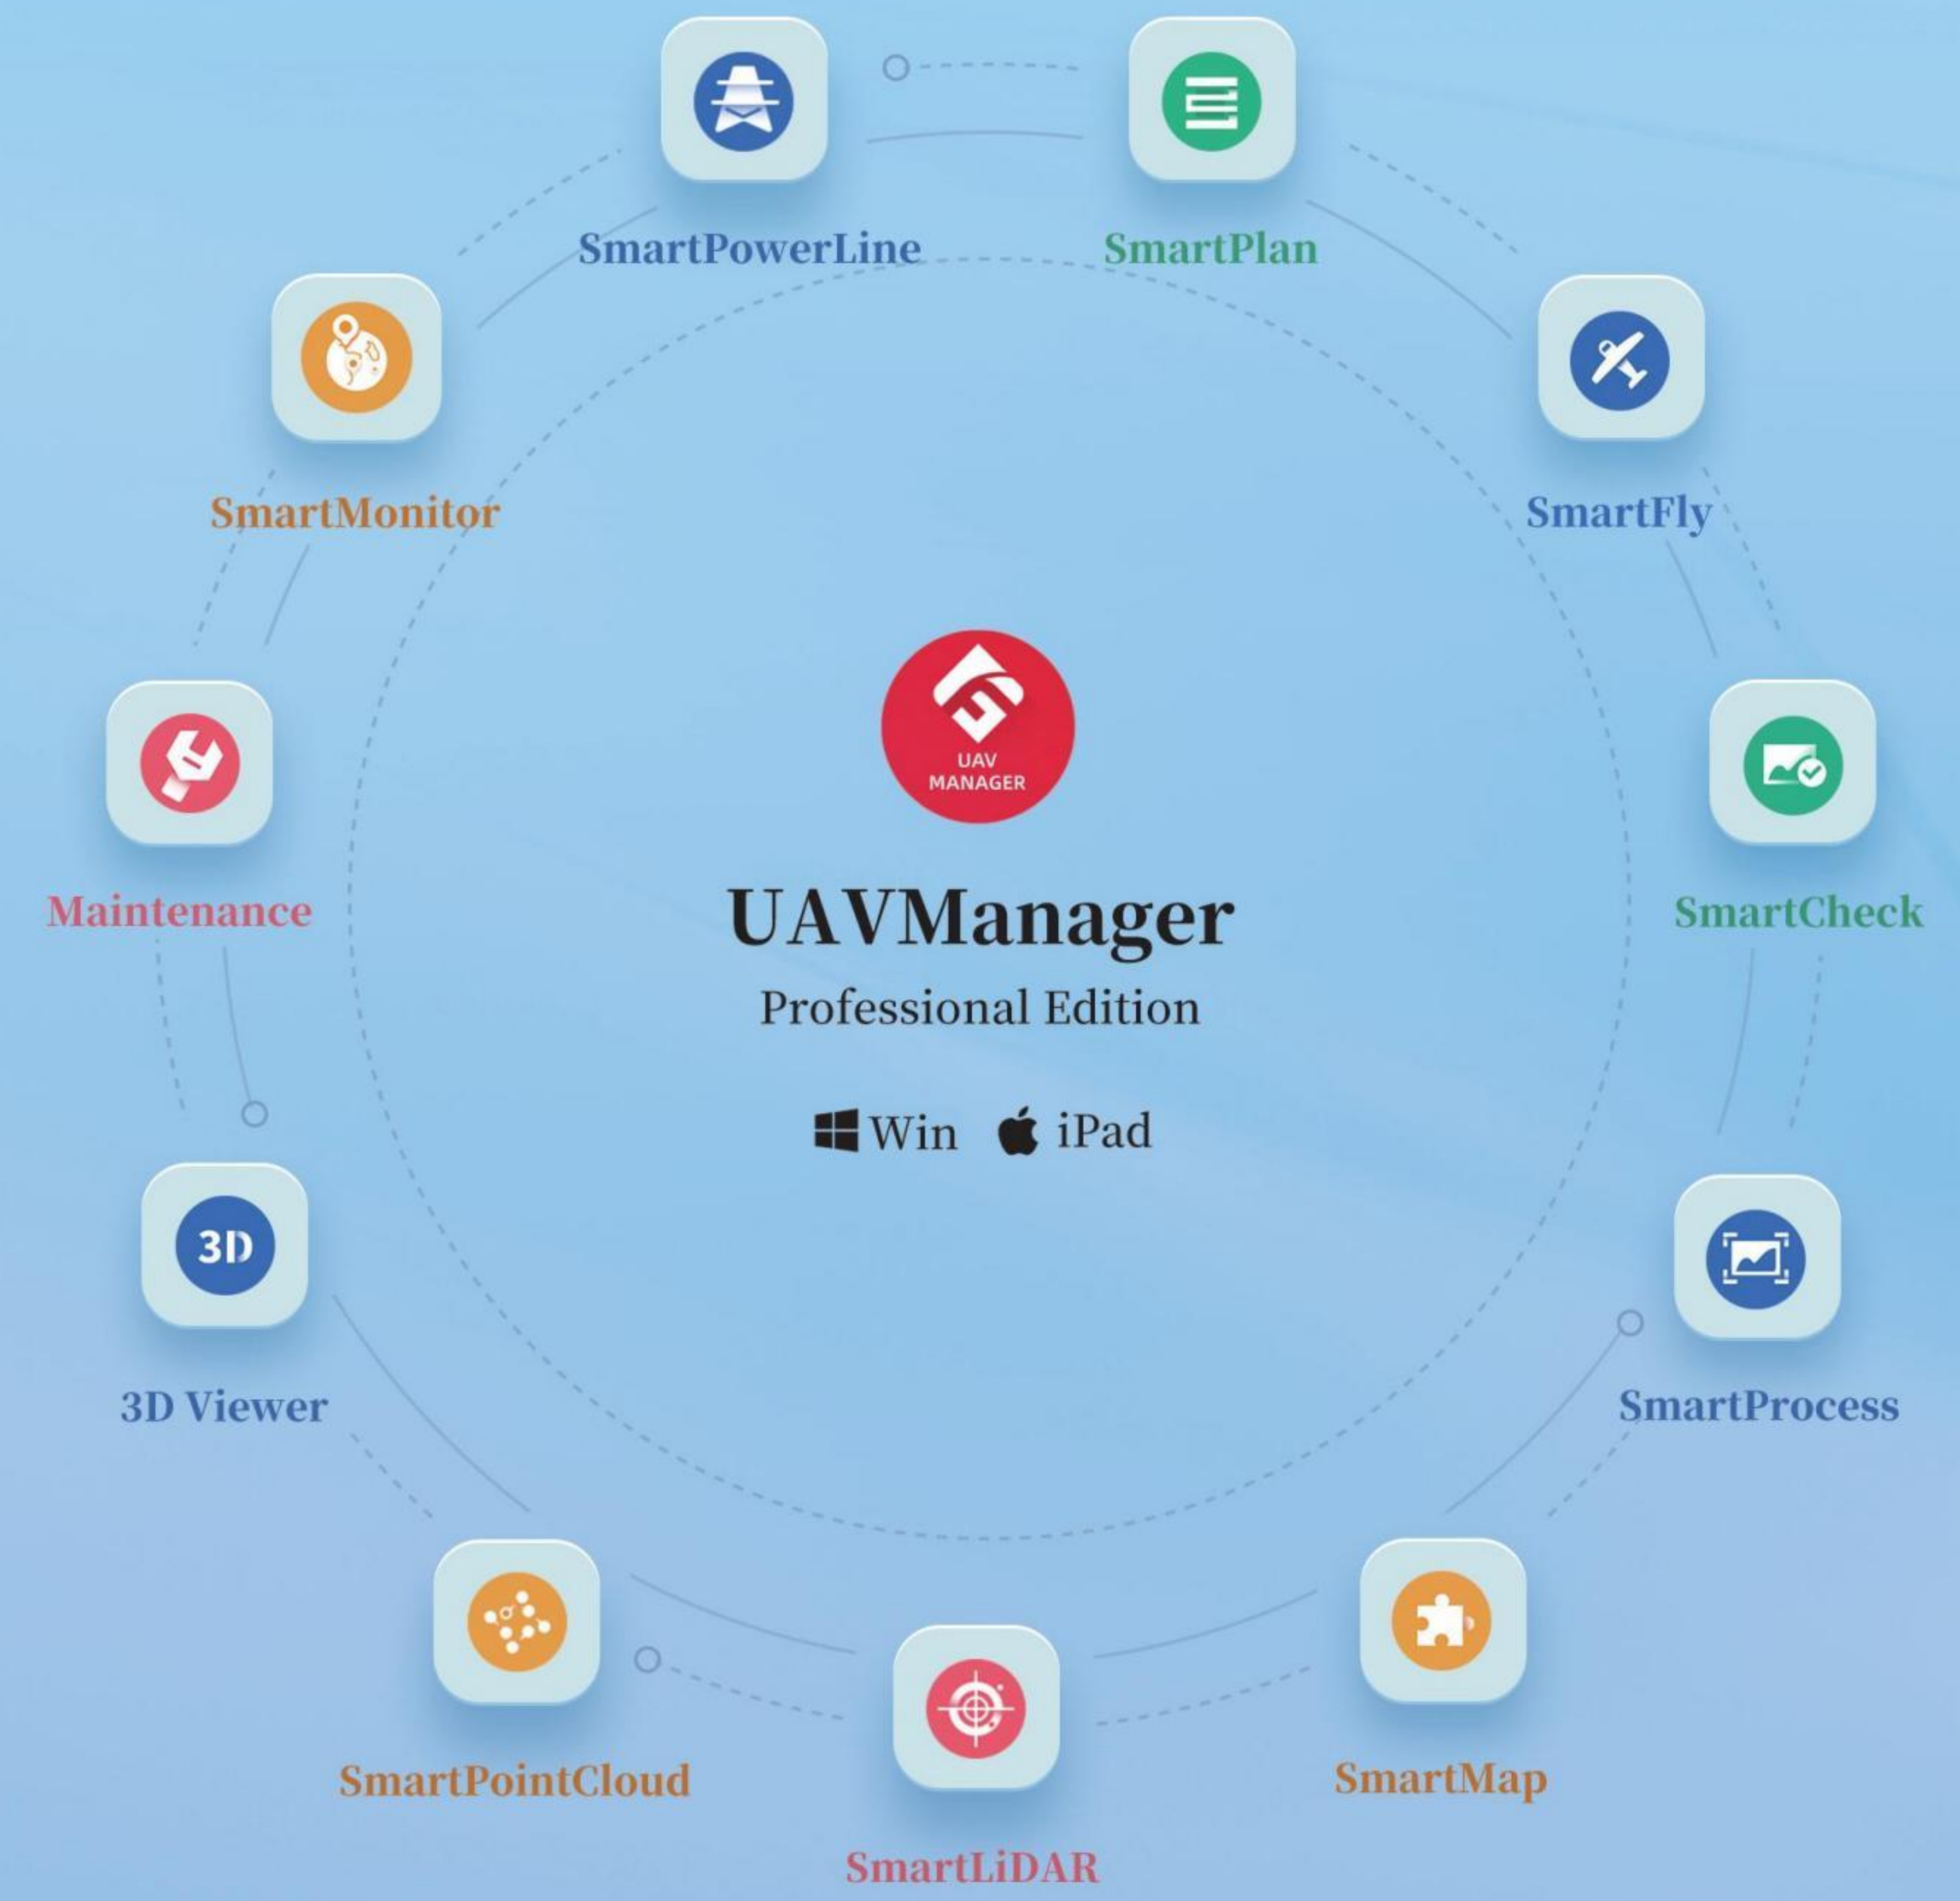 SmartPowerLine
SmartPlan
SmartMonitor
SmartFly
UAV
MANAGER
Maintenance
SmartCheck
UAVManager
Professional Edition
Win iPad
3D
3D Viewer
SmartProcess
SmartPointCloud
SmartMap
SmartLiDAR